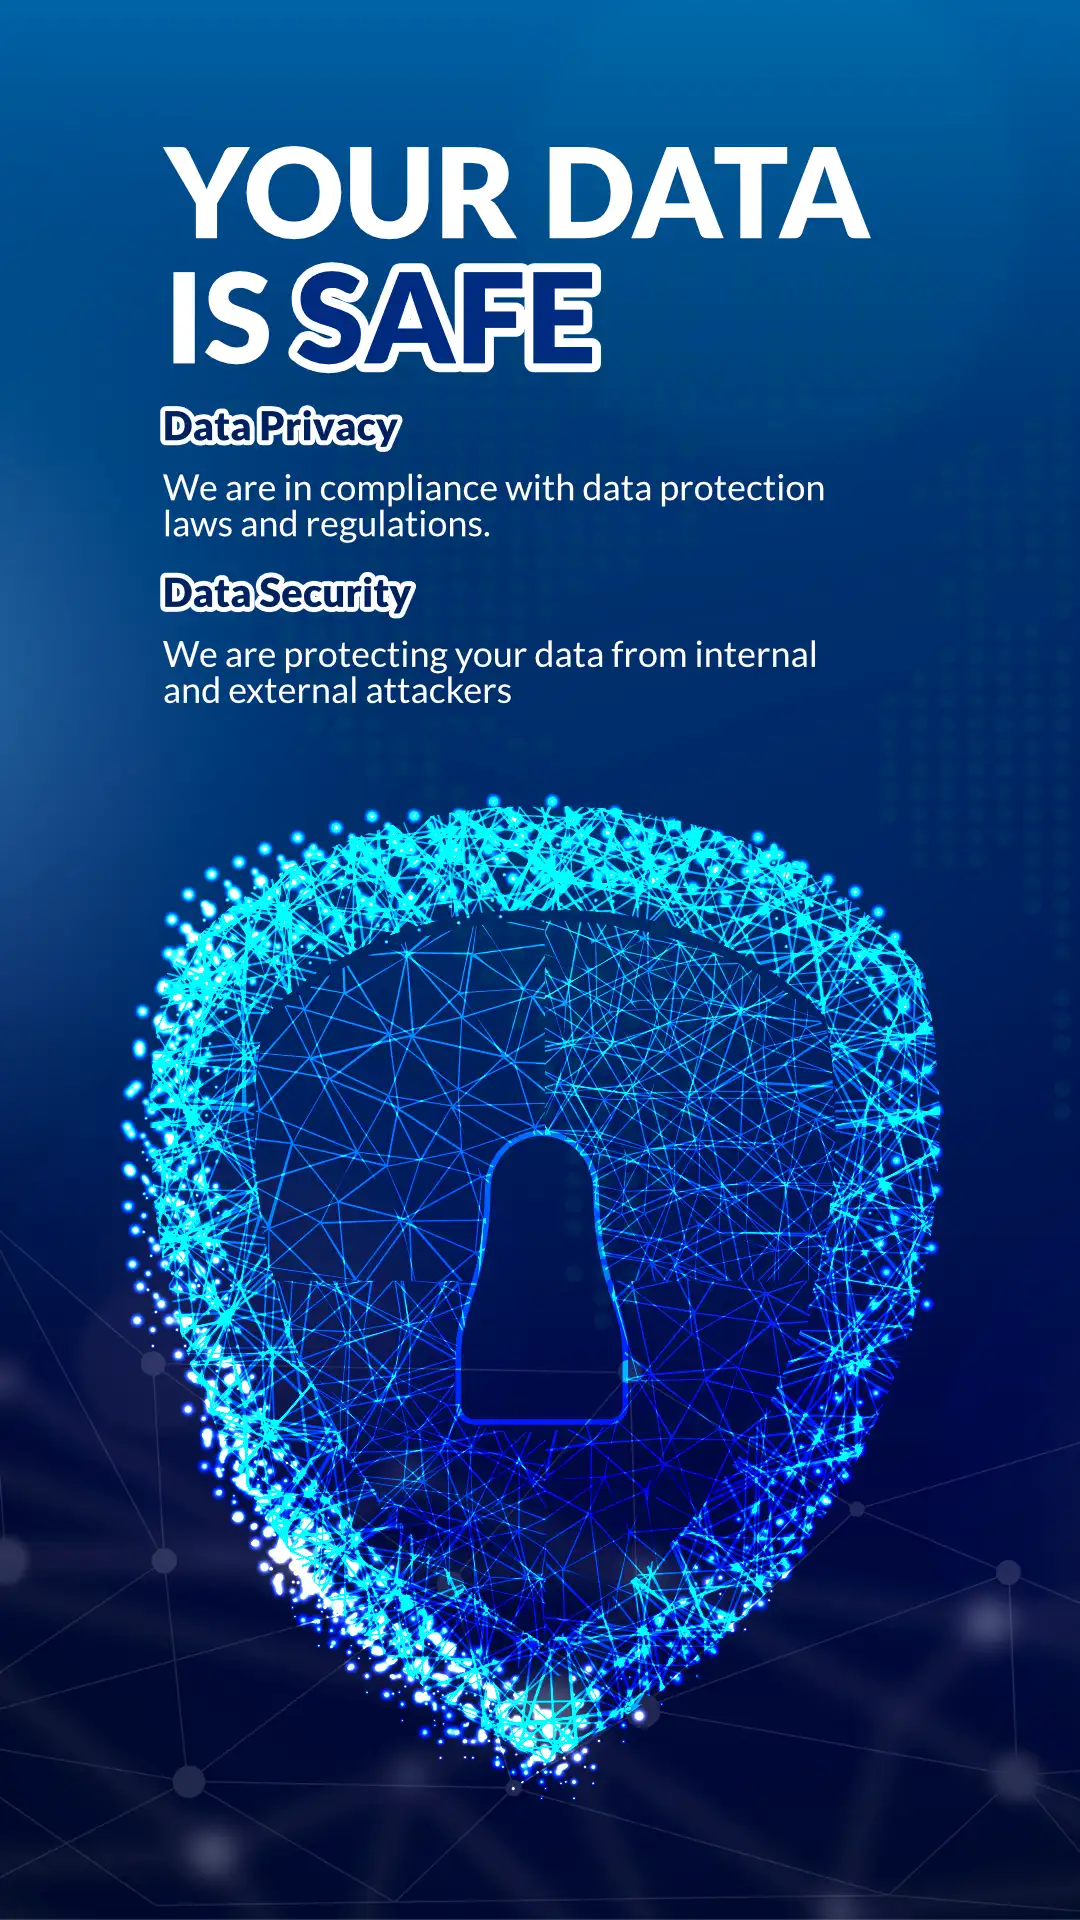 YOUR DATA
IS SAFE
Data Privacy
We are in compliance with data protection
laws and regulations.
Data Security
We are protecting your data from internal
and external attackers